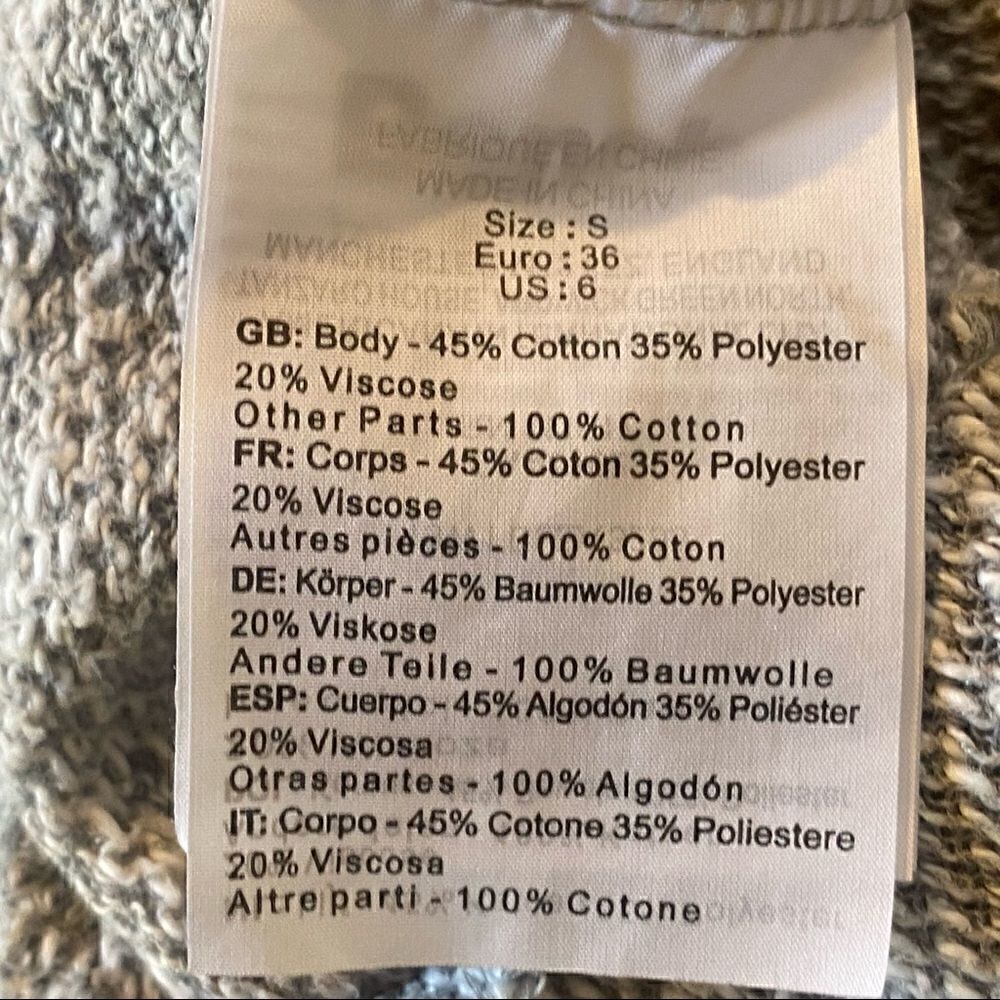 Size : S
Euro : 36
US : 6
GB: Body - 45% Cotton 35% Polyester
20% Viscose
Other Parts - 100% Cotton
FR: Corps - 45% Coton 35% Polyester
20% Viscose
Autres pièces - 100% Coton
DE: Körper - 45% Baumwolle 35% Polyester
20% Viskose
Andere Teile - 100% Baumwolle
ESP: Cuerpo - 45% Algodón 35% Poliéster
20% Viscosa
Otras partes - 100% Algodón
IT: Corpo - 45% Cotone 35% Poliestere
20% Viscosa
Altre parti - 100% Cotone